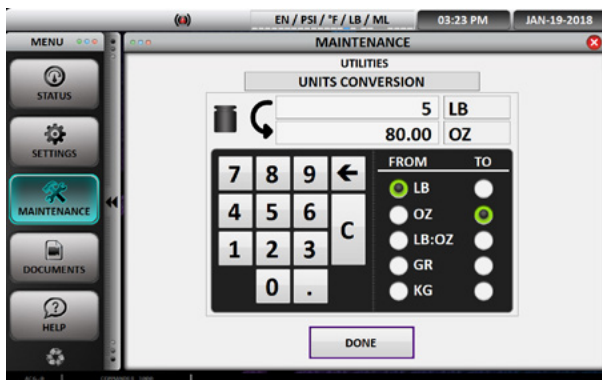 EN / PSI / °F / LB / ML 03:23 PM JAN-19-2018
MENU
MAINTENANCE
UTILITIES
UNITS CONVERSION
STATUS
SETTINGS
MAINTENANCE
DOCUMENTS
HELP
5 LB
80.00 OZ
7 8 9
4 5 6 C
1 2 3
0 .
FROM TO
LB
OZ
LB:OZ
GR
KG
DONE